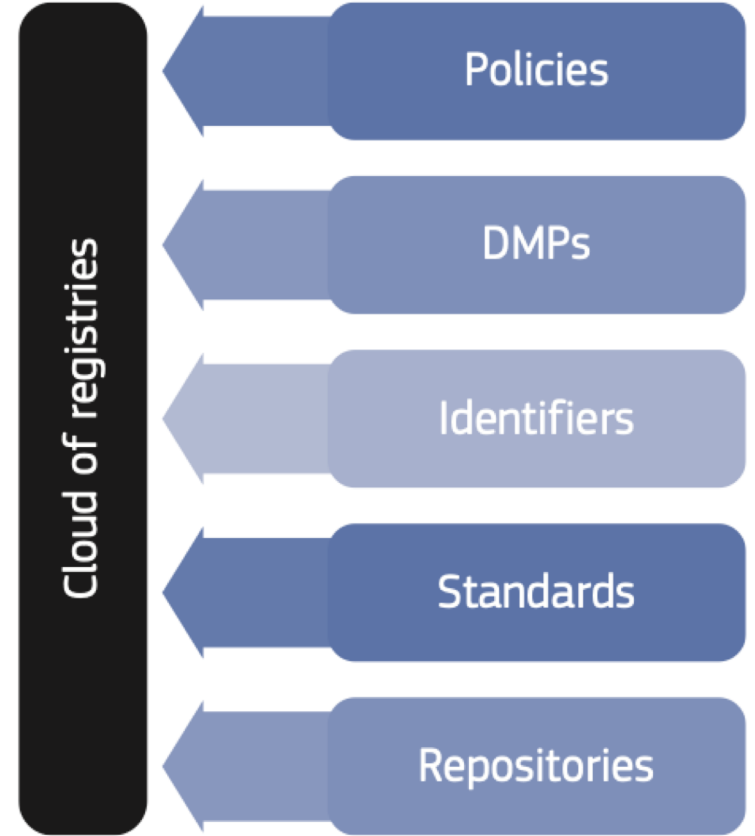 Cloud of registries
Policies
DMPs
Identifiers
Standards
Repositories